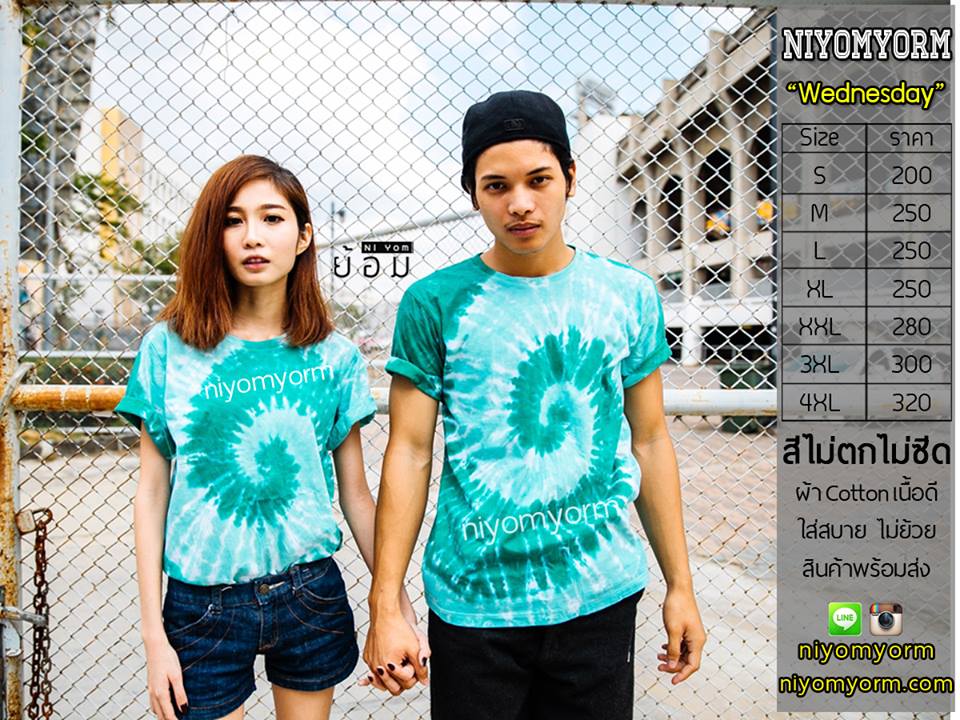 NI Yom
ย้อม
niyomyorm
niyomyorm
NIYOMYORM
“Wednesday”
Size ราคา
S 200
M 250
L 250
XL 250
XXL 280
3XL 300
4XL 320
สีไม่ตกไม่ซีด
ผ้า Cotton เนื้อดี
ใส่สบาย ไม่ย้วย
สินค้าพร้อมส่ง
LINE
niyomyorm
niyomyorm.com